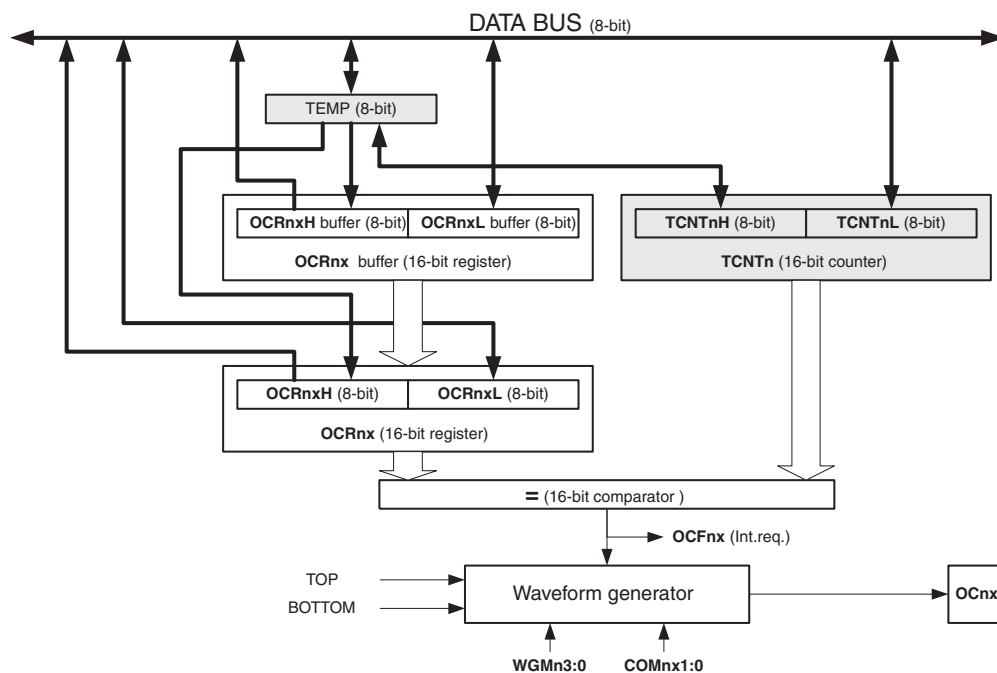 DATA BUS (8-bit)
TEMP (8-bit)
OCRnxH buffer (8-bit) OCRnxL buffer (8-bit)
OCRnx buffer (16-bit register)
TCNTnH (8-bit) TCNTnL (8-bit)
TCNTn (16-bit counter)
OCRnxH (8-bit) OCRnxL (8-bit)
OCRnx (16-bit register)
= (16-bit comparator )
OCFnx (Int.req.)
TOP
BOTTOM
Waveform generator
OCnx
WGMn3:0 COMnx1:0